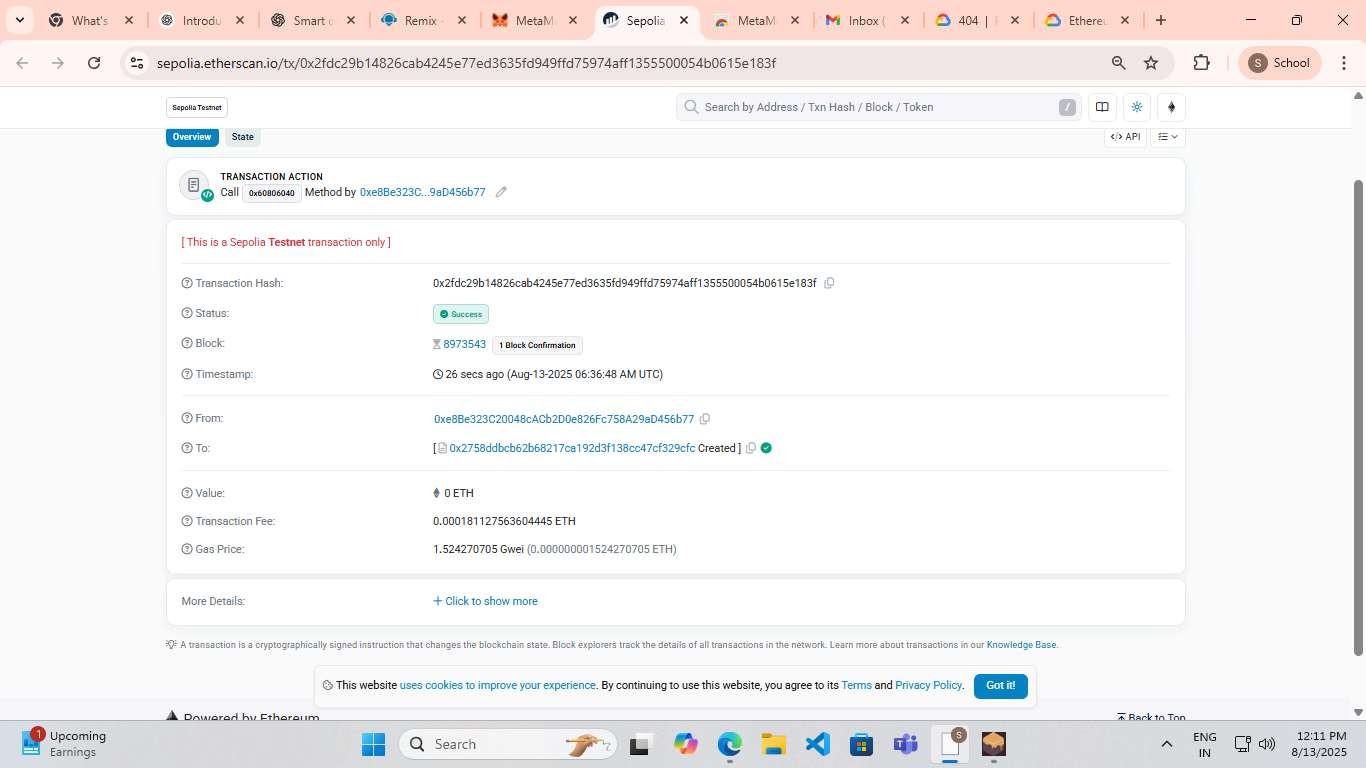 What's
Introdu
Smart c
Remix -
MetaM
Sepolia
MetaM
Inbox (
404 |
Ethereu
sepolia.etherscan.io/tx/0x2fdc29b14826cab4245e77ed3635fd949ffd75974aff1355500054b0615e183f
S School
Sepolia Testnet
Search by Address / Txn Hash / Block / Token /
Overview State
</> API
TRANSACTION ACTION
Call 0x60806040 Method by 0xe8Be323C...9aD456b77
[ This is a Sepolia Testnet transaction only ]
Transaction Hash: 0x2fdc29b14826cab4245e77ed3635fd949ffd75974aff1355500054b0615e183f
Status: Success
Block: 8973543 1 Block Confirmation
Timestamp: 26 secs ago (Aug-13-2025 06:36:48 AM UTC)
From: 0xe8Be323C20048cACb2D0e826Fc758A29aD456b77
To: [ 0x2758ddbcb62b68217ca192d3f138cc47cf329cfc Created ]
Value: 0 ETH
Transaction Fee: 0.000181127563604445 ETH
Gas Price: 1.524270705 Gwei (0.000000001524270705 ETH)
More Details: + Click to show more
A transaction is a cryptographically signed instruction that changes the blockchain state. Block explorers track the details of all transactions in the network. Learn more about transactions in our Knowledge Base.
This website uses cookies to improve your experience. By continuing to use this website, you agree to its Terms and Privacy Policy. Got it!
Powered by Ethereum Back to Top
1 Upcoming
Earnings
Search
S
ENG
IN
12:11 PM
8/13/2025